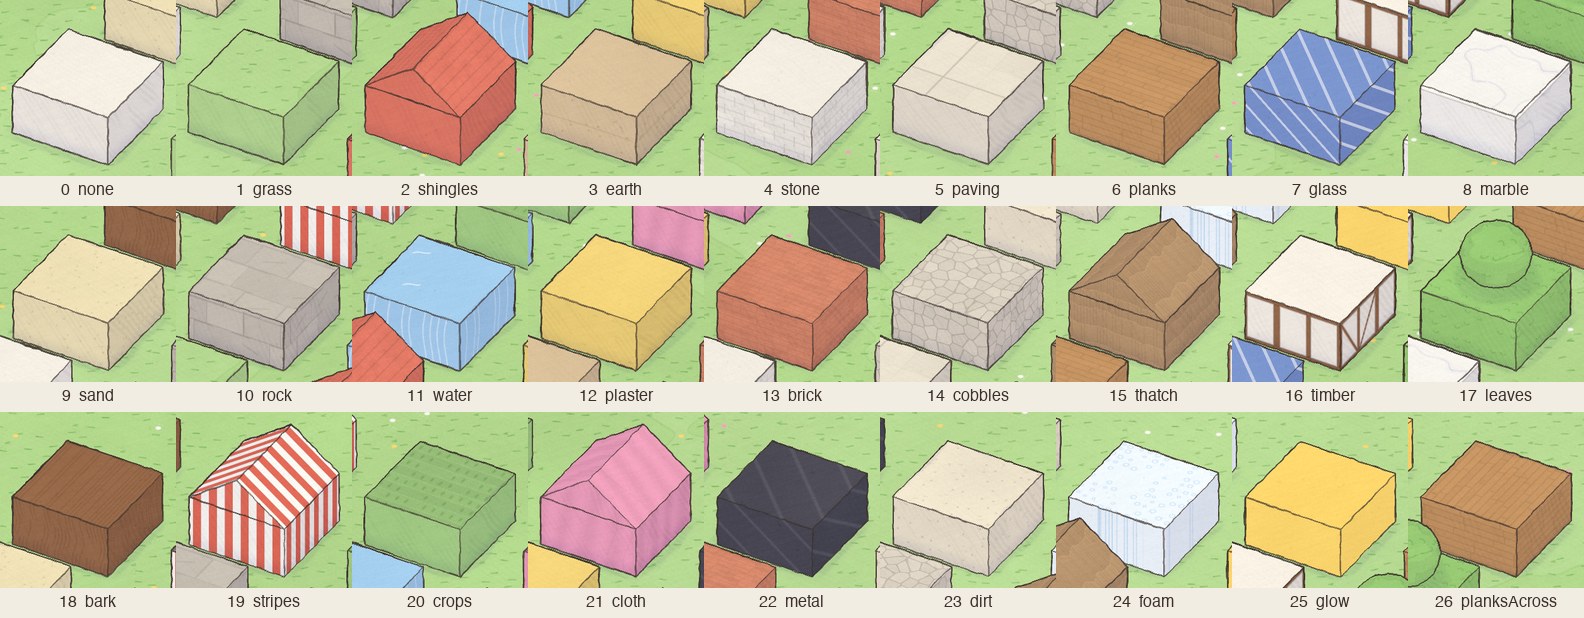 0 none 1 grass 2 shingles 3 earth 4 stone 5 paving 6 planks 7 glass 8 marble
9 sand 10 rock 11 water 12 plaster 13 brick 14 cobbles 15 thatch 16 timber 17 leaves
18 bark 19 stripes 20 crops 21 cloth 22 metal 23 dirt 24 foam 25 glow 26 planksAcross